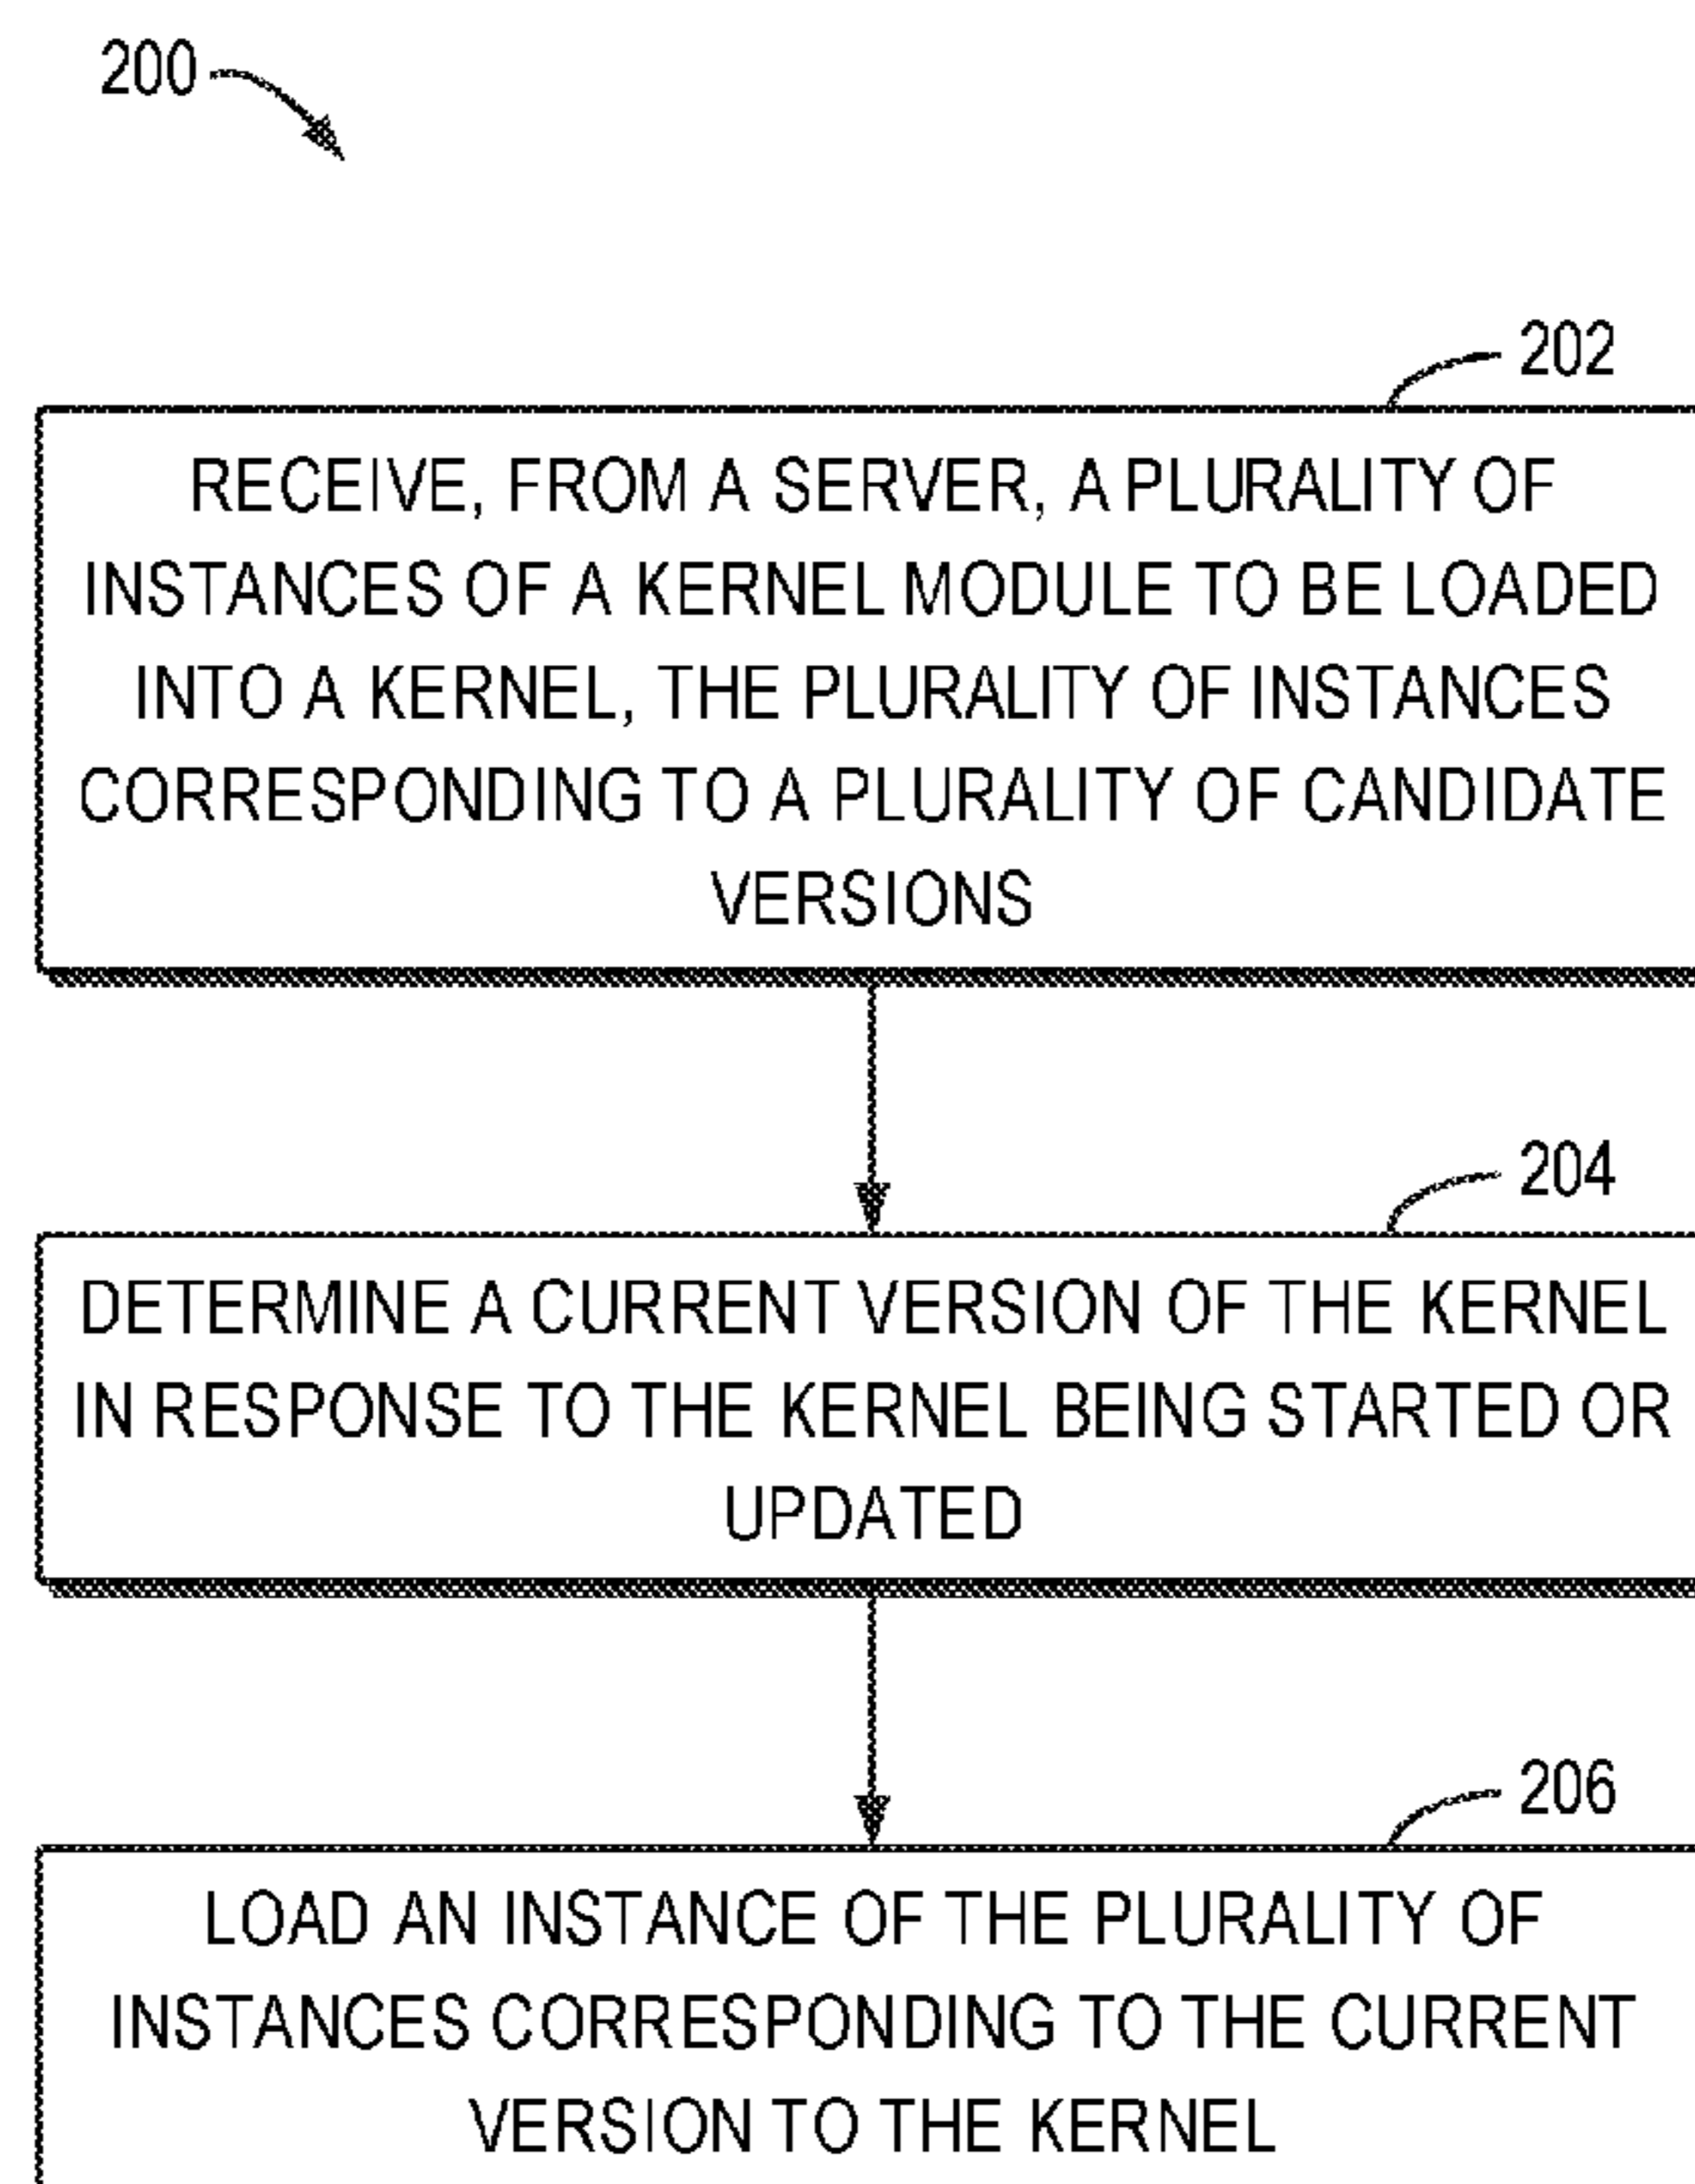 200
202
RECEIVE, FROM A SERVER, A PLURALITY OF
INSTANCES OF A KERNEL MODULE TO BE LOADED
INTO A KERNEL, THE PLURALITY OF INSTANCES
CORRESPONDING TO A PLURALITY OF CANDIDATE
VERSIONS
204
DETERMINE A CURRENT VERSION OF THE KERNEL
IN RESPONSE TO THE KERNEL BEING STARTED OR
UPDATED
206
LOAD AN INSTANCE OF THE PLURALITY OF
INSTANCES CORRESPONDING TO THE CURRENT
VERSION TO THE KERNEL